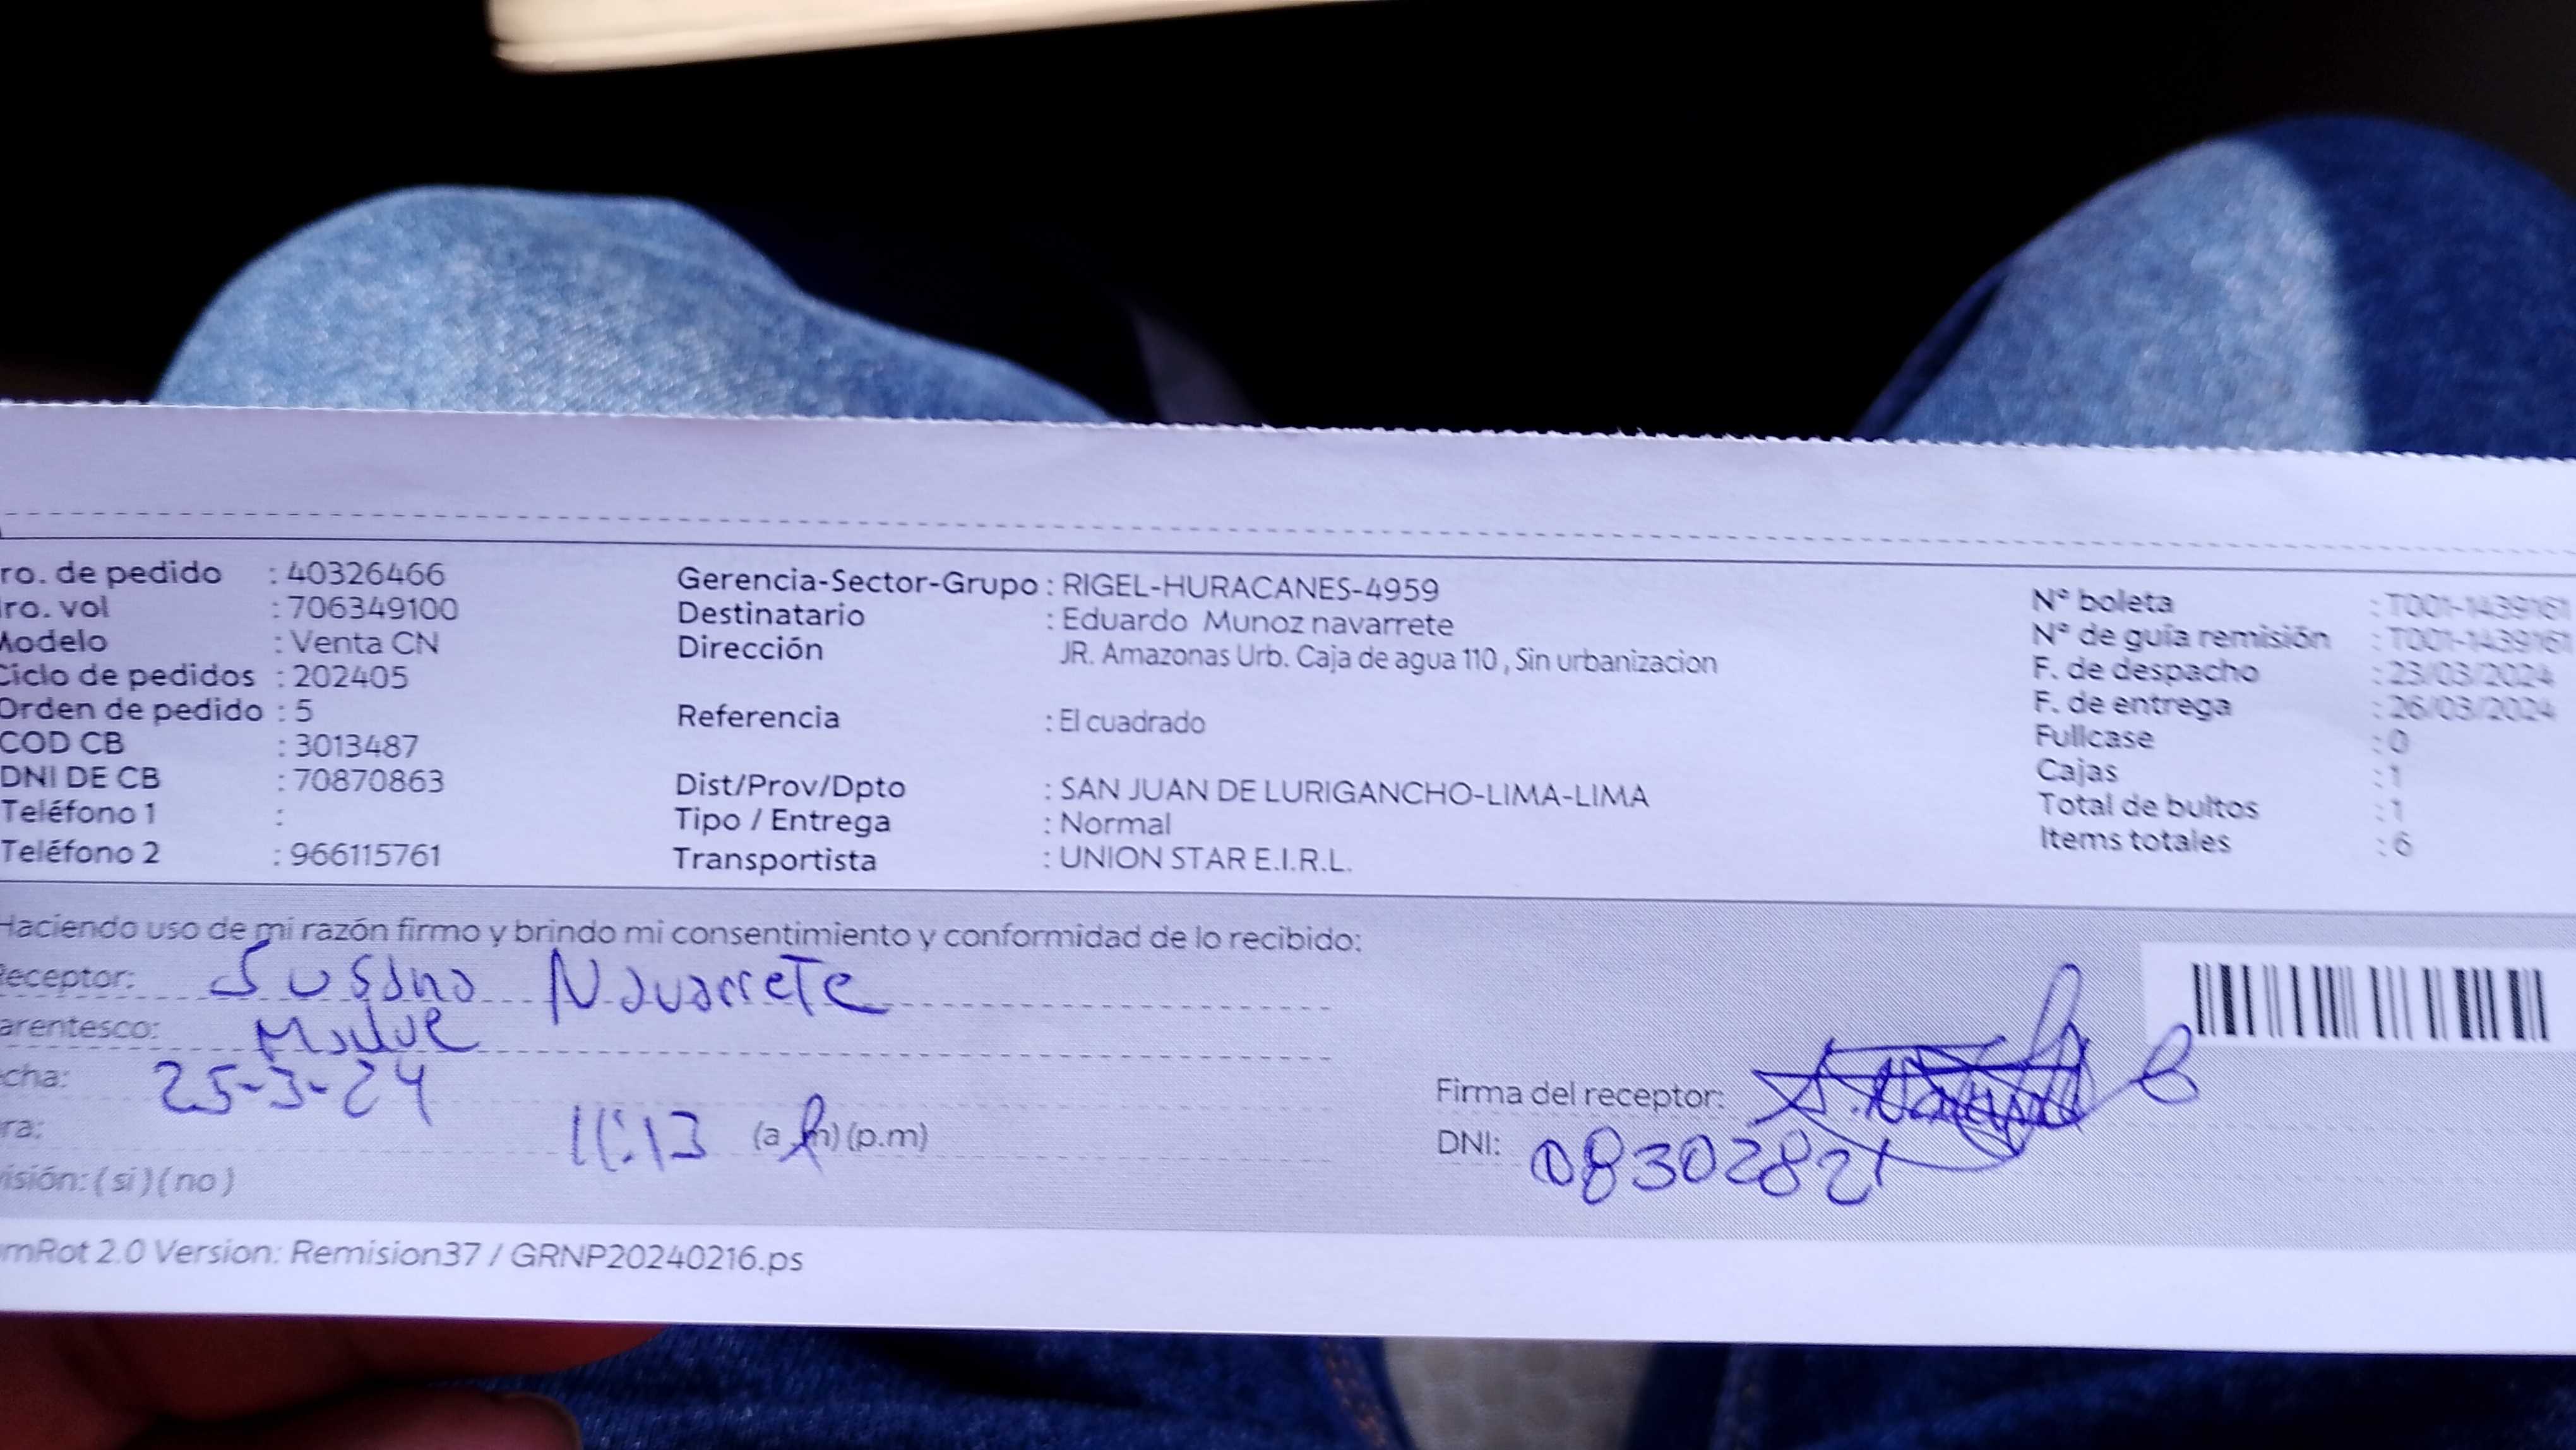 ro. de pedido : 40326466
ro. vol : 706349100
Modelo : Venta CN
Ciclo de pedidos : 202405
Orden de pedido : 5
COD CB : 3013487
DNI DE CB : 70870863
Teléfono 1 :
Teléfono 2 : 966115761
Gerencia-Sector-Grupo : RIGEL-HURACANES-4959
Destinatario : Eduardo Munoz navarrete
Dirección JR. Amazonas Urb. Caja de agua 110 , Sin urbanizacion
Referencia : El cuadrado
Dist/Prov/Dpto : SAN JUAN DE LURIGANCHO-LIMA-LIMA
Tipo / Entrega : Normal
Transportista : UNION STAR E.I.R.L.
N° boleta : T001-1439161
N° de guía remisión : T001-1439161
F. de despacho : 23/03/2024
F. de entrega : 26/03/2024
Fullcase : 0
Cajas : 1
Total de bultos : 1
Items totales : 6
Haciendo uso de mi razón firmo y brindo mi consentimiento y conformidad de lo recibido:
Receptor: Susana Navarrete
arentesco: Madre
cha: 25-3-24
ra: 11:13 (a m) (p.m)
isión: ( si ) ( no )
Firma del receptor:
DNI:
mRot 2.0 Version: Remision37 / GRNP20240216.ps